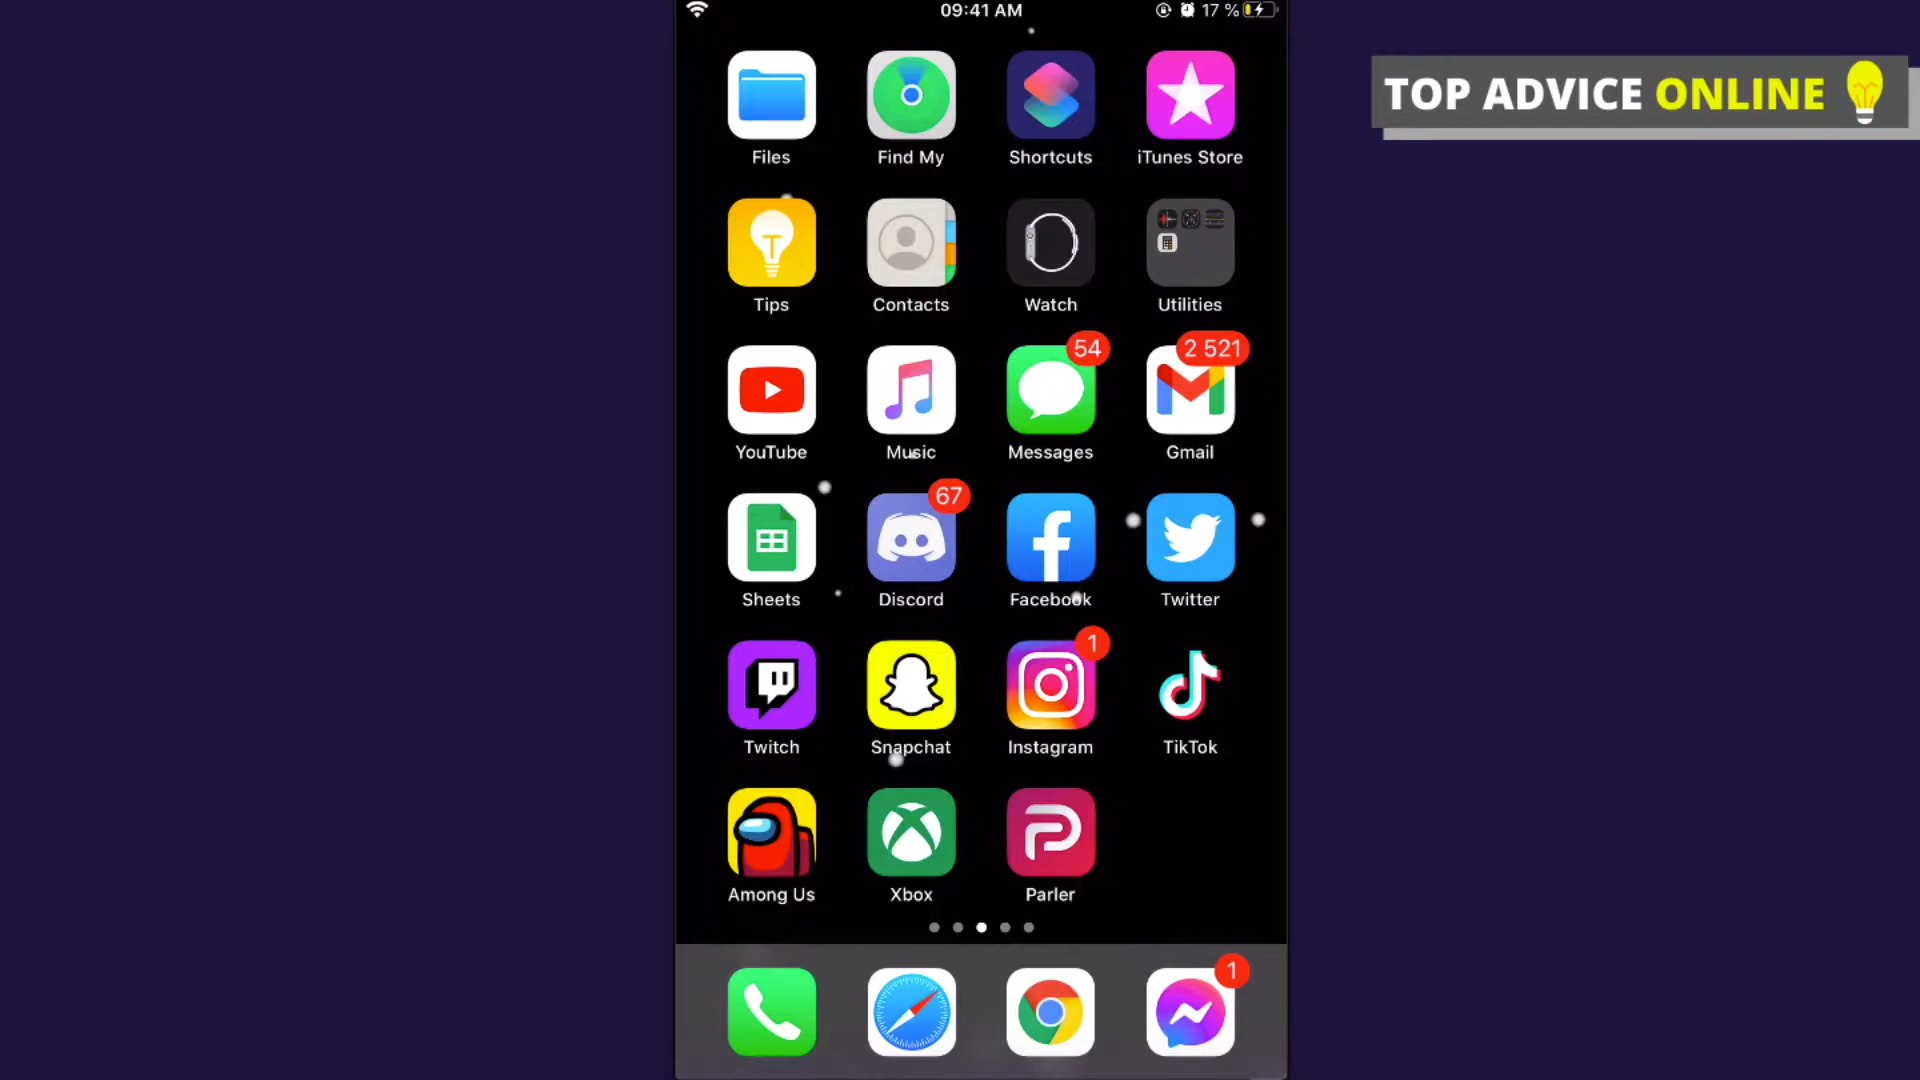 09:41 AM
17 %
TOP ADVICE ONLINE
Files
Find My
Shortcuts
iTunes Store
Tips
Contacts
Watch
Utilities
54
2 521
YouTube
Music
Messages
Gmail
67
Sheets
Discord
Facebook
Twitter
1
Twitch
Snapchat
Instagram
TikTok
Among Us
Xbox
Parler
1